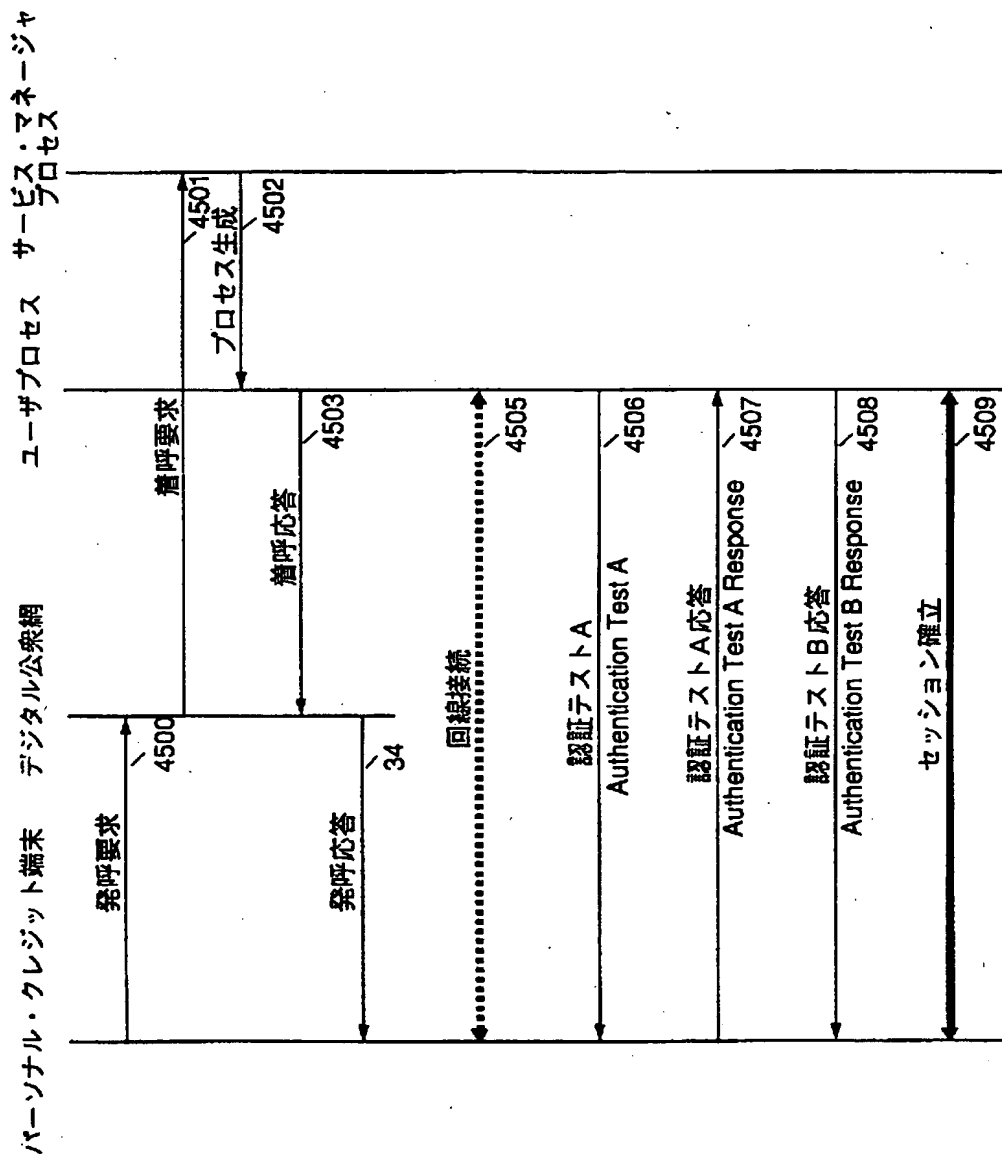 パーソナル・クレジット端末
デジタル公衆網
ユーザプロセス
サービス・マネージャ
プロセス
発呼要求
4500
着呼要求
4501
プロセス生成
4502
着呼応答
4503
発呼応答
34
回線接続
4505
認証テストA
Authentication Test A
4506
認証テストA応答
Authentication Test A Response
4507
認証テストB応答
Authentication Test B Response
4508
セッション確立
4509